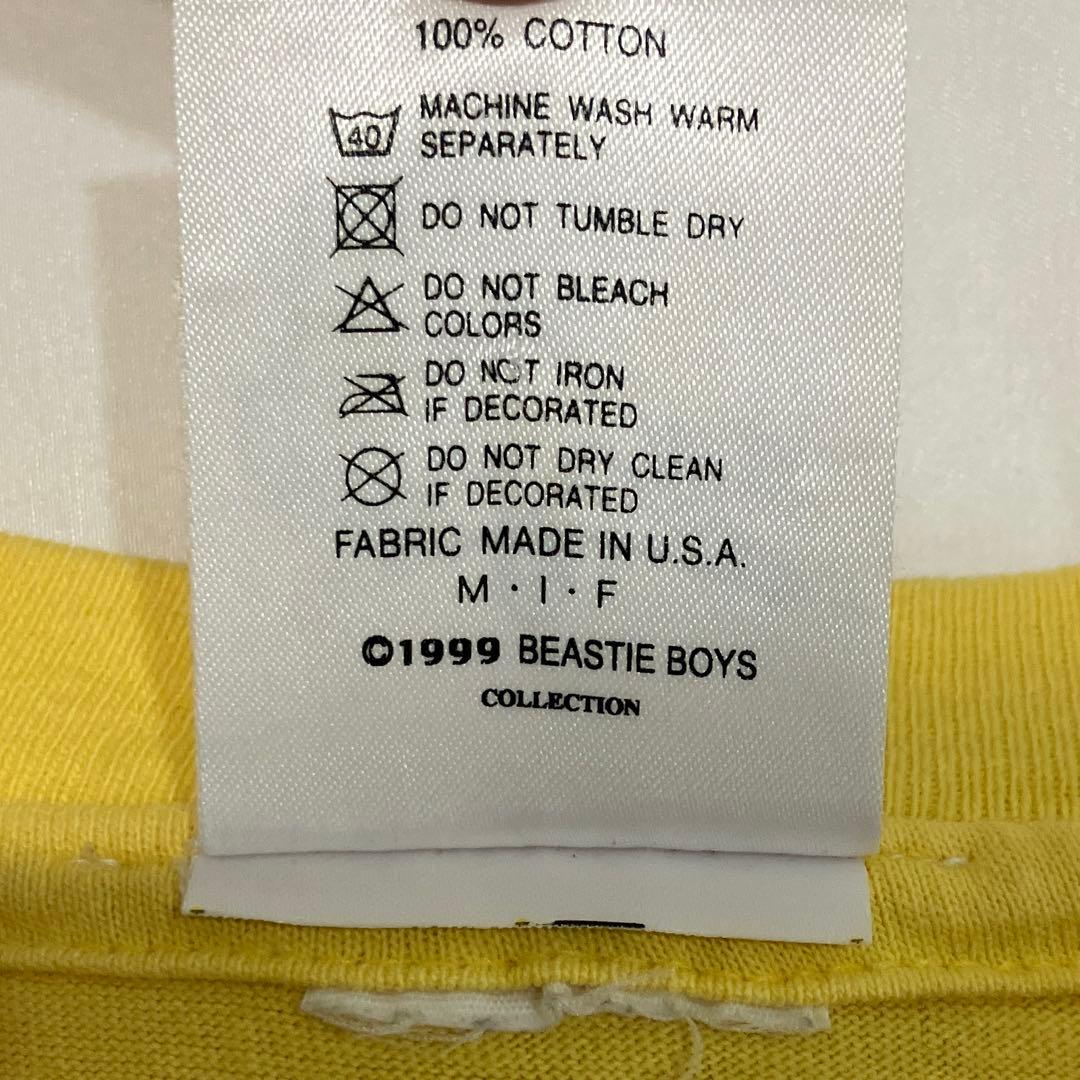 100% COTTON
40
MACHINE WASH WARM
SEPARATELY
DO NOT TUMBLE DRY
DO NOT BLEACH
COLORS
DO NOT IRON
IF DECORATED
DO NOT DRY CLEAN
IF DECORATED
FABRIC MADE IN U.S.A.
M · I · F
©1999 BEASTIE BOYS
COLLECTION